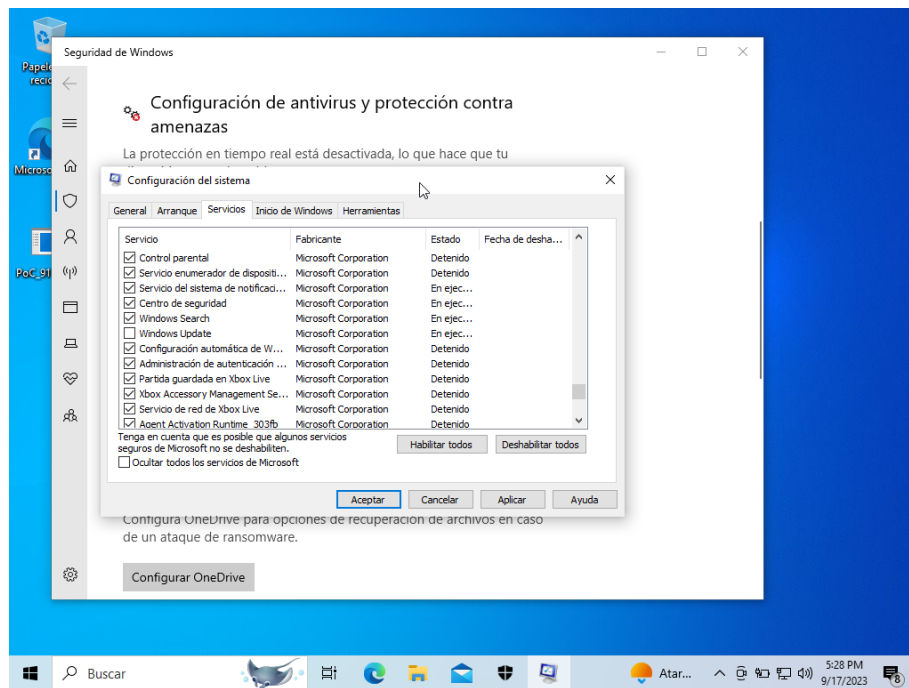 Papele
recic
Seguridad de Windows
Configuración de antivirus y protección contra
amenazas
La protección en tiempo real está desactivada, lo que hace que tu
Microso
PoC_91
Configuración del sistema
General Arranque Servicios Inicio de Windows Herramientas
Servicio Fabricante Estado Fecha de desha...
Control parental Microsoft Corporation Detenido
Servicio enumerador de dispositi... Microsoft Corporation Detenido
Servicio del sistema de notificaci... Microsoft Corporation En ejec...
Centro de seguridad Microsoft Corporation En ejec...
Windows Search Microsoft Corporation En ejec...
Windows Update Microsoft Corporation En ejec...
Configuración automática de W... Microsoft Corporation Detenido
Administración de autenticación ... Microsoft Corporation Detenido
Partida guardada en Xbox Live Microsoft Corporation Detenido
Xbox Accessory Management Se... Microsoft Corporation Detenido
Servicio de red de Xbox Live Microsoft Corporation Detenido
Agent Activation Runtime_303fb Microsoft Corporation Detenido
Tenga en cuenta que es posible que algunos servicios
seguros de Microsoft no se deshabiliten.
Habilitar todos Deshabilitar todos
Ocultar todos los servicios de Microsoft
Aceptar Cancelar Aplicar Ayuda
Configura OneDrive para opciones de recuperación de archivos en caso
de un ataque de ransomware.
Configurar OneDrive
Buscar
Atar...
5:28 PM
9/17/2023
8